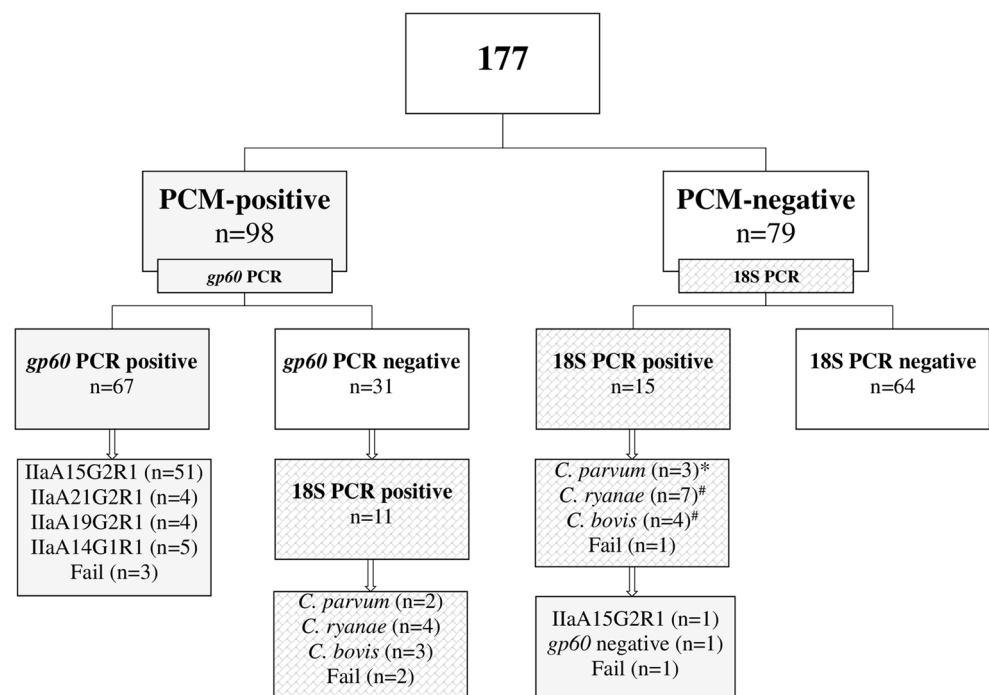 177
PCM-positive
n=98
gp60 PCR
PCM-negative
n=79
18S PCR
gp60 PCR positive
n=67
gp60 PCR negative
n=31
18S PCR positive
n=15
18S PCR negative
n=64
IIaA15G2R1 (n=51)
IIaA21G2R1 (n=4)
IIaA19G2R1 (n=4)
IIaA14G1R1 (n=5)
Fail (n=3)
18S PCR positive
n=11
C. parvum (n=3)*
C. ryanae (n=7)#
C. bovis (n=4)#
Fail (n=1)
C. parvum (n=2)
C. ryanae (n=4)
C. bovis (n=3)
Fail (n=2)
IIaA15G2R1 (n=1)
gp60 negative (n=1)
Fail (n=1)